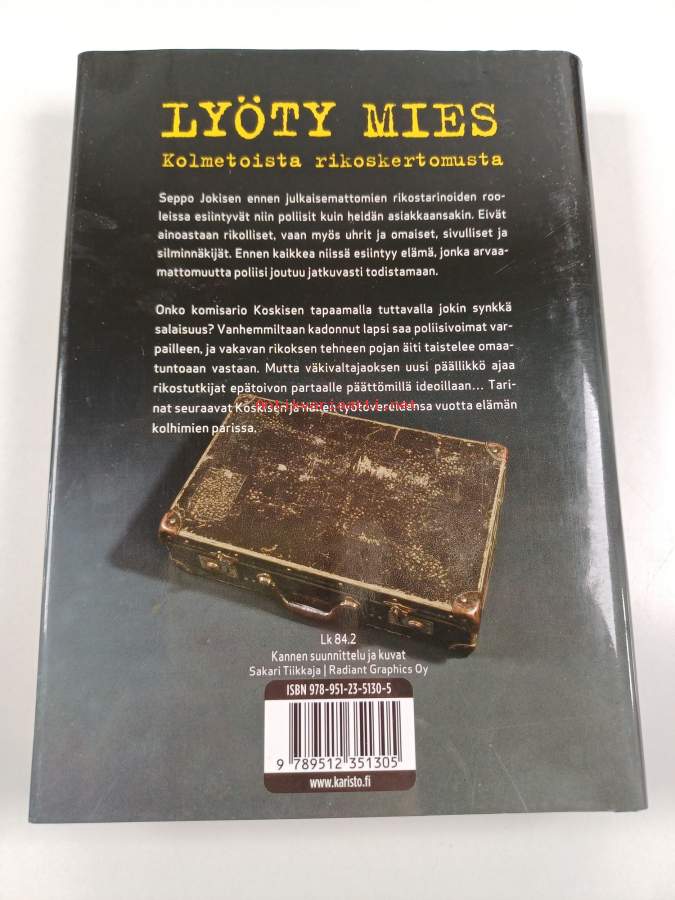 LYÖTY MIES
Kolmetoista rikoskertomusta
Seppo Jokisen ennen julkaisemattomien rikostarinoiden roo-
leissa esiintyvät niin poliisit kuin heidän asiakkaansakin. Eivät
ainoastaan rikolliset, vaan myös uhrit ja omaiset, sivulliset ja
silminnäkijät. Ennen kaikkea niissä esiintyy elämä, jonka arvaa-
mattomuutta poliisi joutuu jatkuvasti todistamaan.
Onko komisario Koskisen tapaamalla tuttavalla jokin synkkä
salaisuus? Vanhemmiltaan kadonnut lapsi saa poliisivoimat var-
pailleen, ja vakavan rikoksen tehneen pojan äiti taistelee omaa-
tuntoaan vastaan. Mutta väkivaltajaoksen uusi päällikkö ajaa
rikostutkijat epätoivon partaalle päättömillä ideoillaan... Tari-
Antikvariaatti.net
nat seuraavat Koskisen ja hänen työtovereidensa vuotta elämän
kolhimien parissa.
Lk 84.2
Kannen suunnittelu ja kuvat
Sakari Tiikkaja | Radiant Graphics Oy
ISBN 978-951-23-5130-5
9 789512 351305
www.karisto.fi